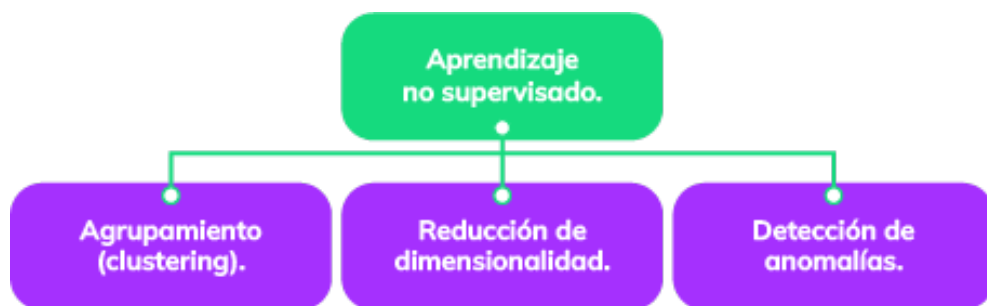 Aprendizaje
no supervisado.
Agrupamiento
(clustering).
Reducción de
dimensionalidad.
Detección de
anomalías.